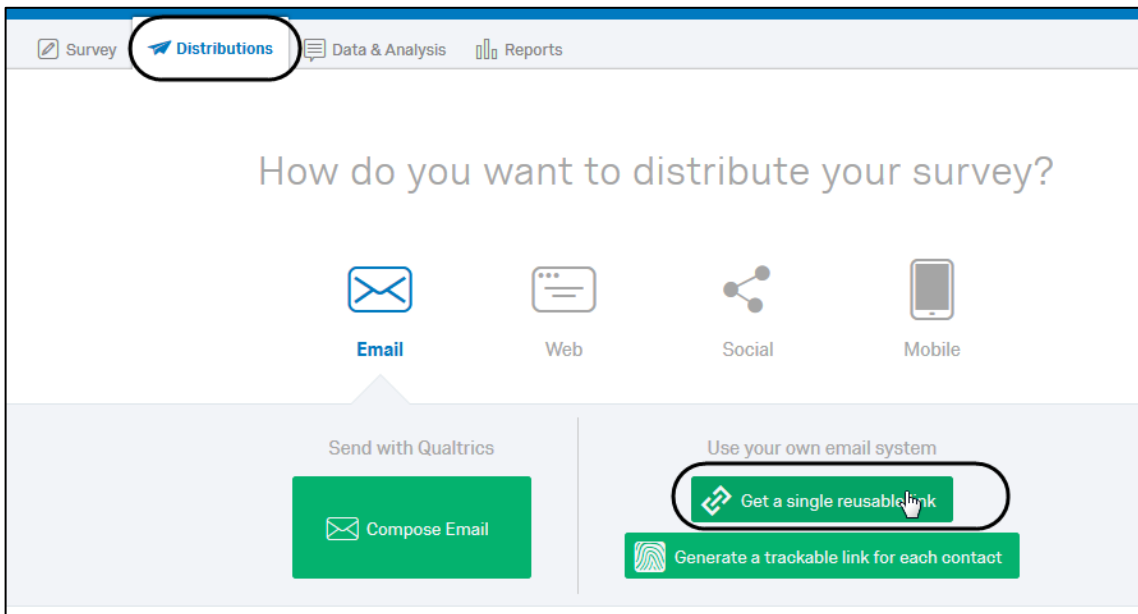 Survey Distributions Data & Analysis Reports
How do you want to distribute your survey?
Email Web Social Mobile
Send with Qualtrics
Compose Email
Use your own email system
Get a single reusable link
Generate a trackable link for each contact